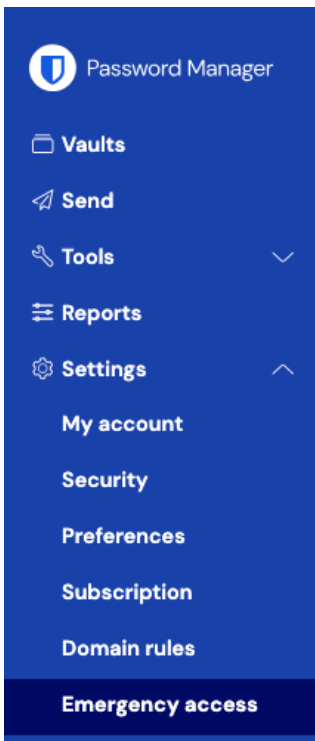 Password Manager
Vaults
Send
Tools
Reports
Settings
My account
Security
Preferences
Subscription
Domain rules
Emergency access